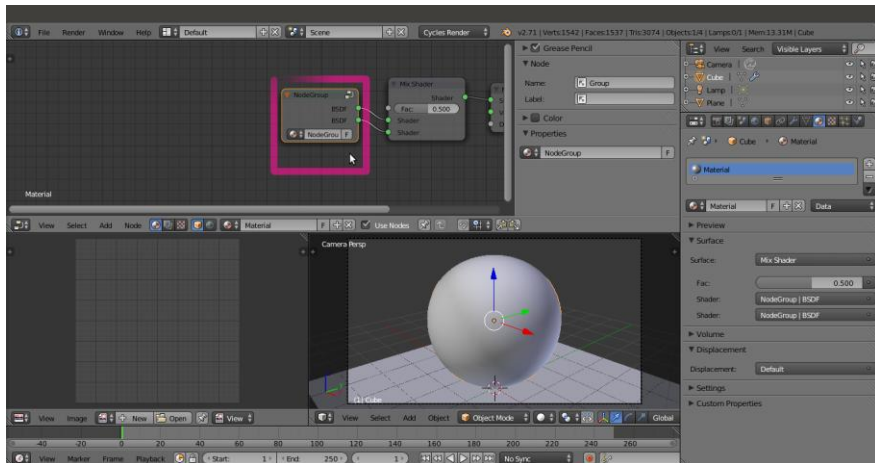 File Render Window Help Default Scene Cycles Render v2.71 | Verts:1542 | Faces:1537 | Tris:3074 | Objects:1/4 | Lamps:0/1 | Mem:13.31M | Cube
NodeGroup
BSDF
BSDF
NodeGrou F
Mix Shader
Shader
Fac: 0.500
Shader
Shader
Material
Grease Pencil
Node
Name: Group
Label:
Color
Properties
NodeGroup F
View Search Visible Layers
Camera
Cube
Lamp
Plane
Cube Material
Material
Material F Data
Preview
Surface
Surface: Mix Shader
Fac: 0.500
Shader: NodeGroup | BSDF
Shader: NodeGroup | BSDF
Volume
Displacement
Displacement: Default
Settings
Custom Properties
View Select Add Node Material F Use Nodes
Camera Persp
(1) Cube
View Image New Open View
View Select Add Object Object Mode Global
-40 -20 0 20 40 60 80 100 120 140 160 180 200 220 240 260
View Marker Frame Playback Start: 1 End: 250 1 No Sync